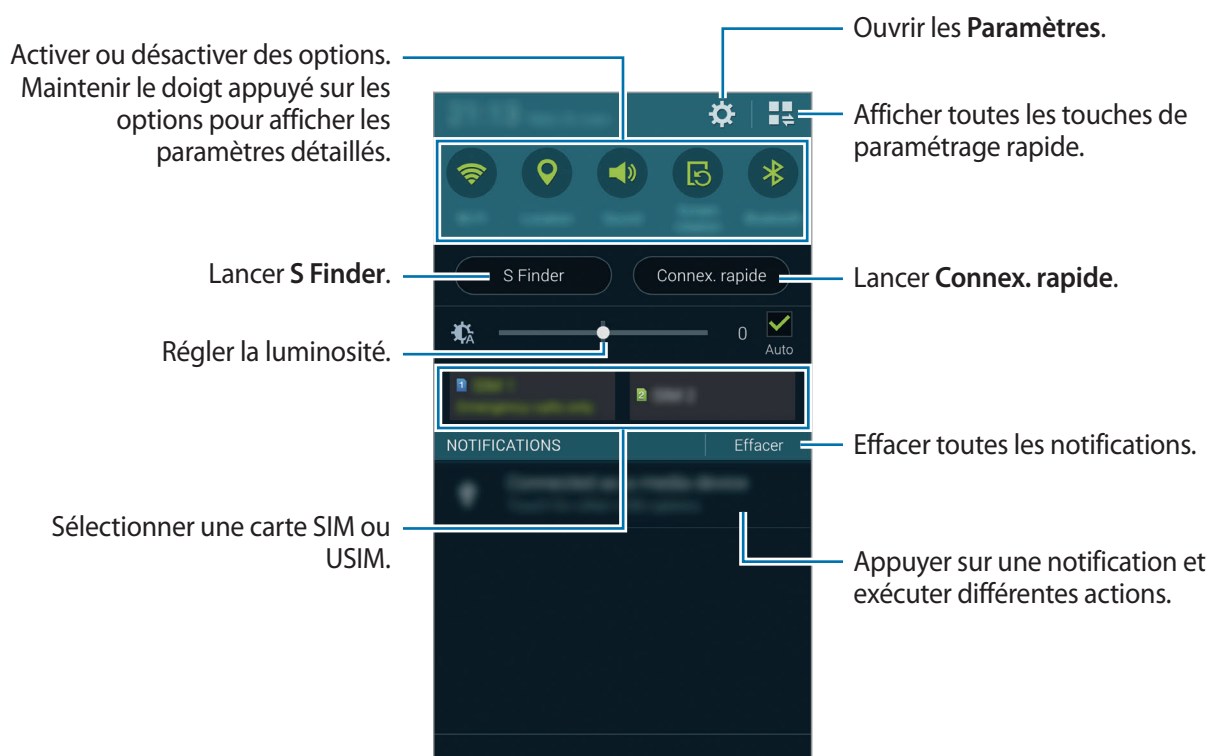 Ouvrir les Paramètres.
Activer ou désactiver des options.
Maintenir le doigt appuyé sur les
options pour afficher les
paramètres détaillés.
Afficher toutes les touches de
paramétrage rapide.
Lancer S Finder.
S Finder
Connex. rapide
Lancer Connex. rapide.
Régler la luminosité.
A
0
Auto
1
2
NOTIFICATIONS
Effacer
Effacer toutes les notifications.
Sélectionner une carte SIM ou
USIM.
Appuyer sur une notification et
exécuter différentes actions.